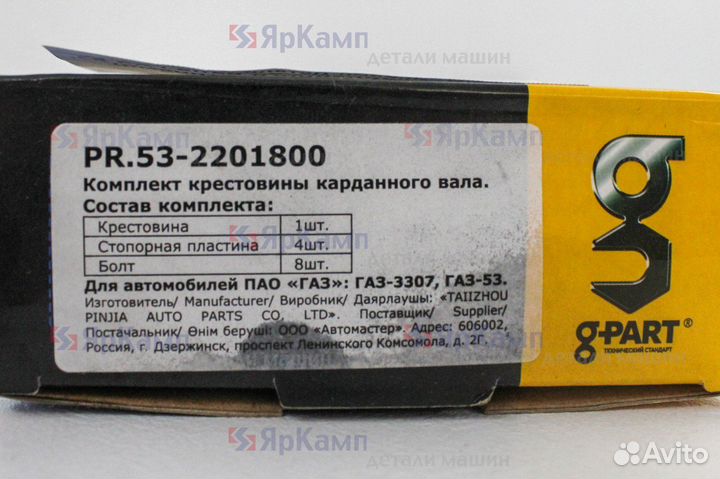 ЯрКамп
детали машин
PR.53-2201800
Комплект крестовины карданного вала.
Состав комплекта:
Крестовина 1шт.
Стопорная пластина 4шт.
Болт 8шт.
Для автомобилей ПАО «ГАЗ»: ГАЗ-3307, ГАЗ-53.
Изготовитель/ Manufacturer/ Виробник/ Даярлаушы: «TAIIZHOU
PINJIA AUTO PARTS CO, LTD». Поставщик/ Supplier/
Постачальник/ Өнім беруші ООО «Автомастер». Адрес: 606002,
Россия, г. Дзержинск, проспект Ленинского Комсомола, д. 2Г.
g-PART®
ТЕХНИЧЕСКИЙ СТАНДАРТ
ЯрКамп
детали машин
Avito